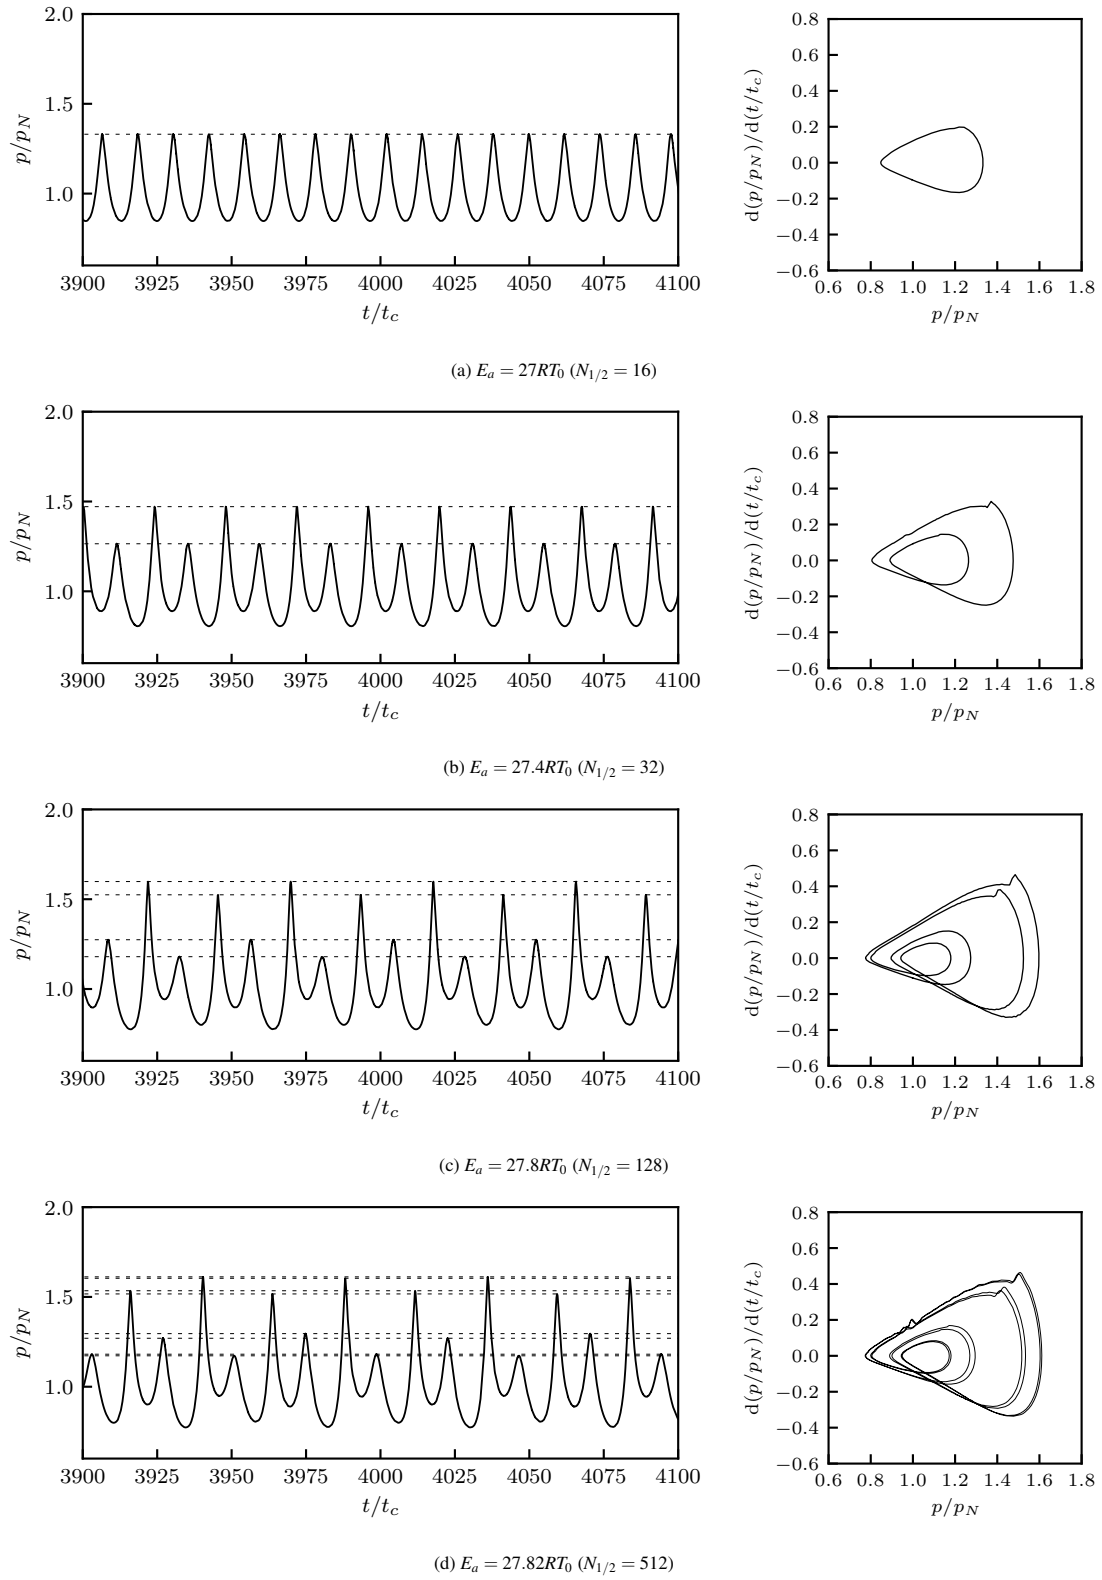 2.0
1.5
1.0
p/p_N
3900 3925 3950 3975 4000 4025 4050 4075 4100
t/t_c
0.8
0.6
0.4
0.2
0.0
−0.2
−0.4
−0.6
d(p/p_N)/d(t/t_c)
0.6 0.8 1.0 1.2 1.4 1.6 1.8
p/p_N
(a) E_a = 27RT_0 (N_{1/2} = 16)
2.0
1.5
1.0
p/p_N
3900 3925 3950 3975 4000 4025 4050 4075 4100
t/t_c
0.8
0.6
0.4
0.2
0.0
−0.2
−0.4
−0.6
d(p/p_N)/d(t/t_c)
0.6 0.8 1.0 1.2 1.4 1.6 1.8
p/p_N
(b) E_a = 27.4RT_0 (N_{1/2} = 32)
2.0
1.5
1.0
p/p_N
3900 3925 3950 3975 4000 4025 4050 4075 4100
t/t_c
0.8
0.6
0.4
0.2
0.0
−0.2
−0.4
−0.6
d(p/p_N)/d(t/t_c)
0.6 0.8 1.0 1.2 1.4 1.6 1.8
p/p_N
(c) E_a = 27.8RT_0 (N_{1/2} = 128)
2.0
1.5
1.0
p/p_N
3900 3925 3950 3975 4000 4025 4050 4075 4100
t/t_c
0.8
0.6
0.4
0.2
0.0
−0.2
−0.4
−0.6
d(p/p_N)/d(t/t_c)
0.6 0.8 1.0 1.2 1.4 1.6 1.8
p/p_N
(d) E_a = 27.82RT_0 (N_{1/2} = 512)